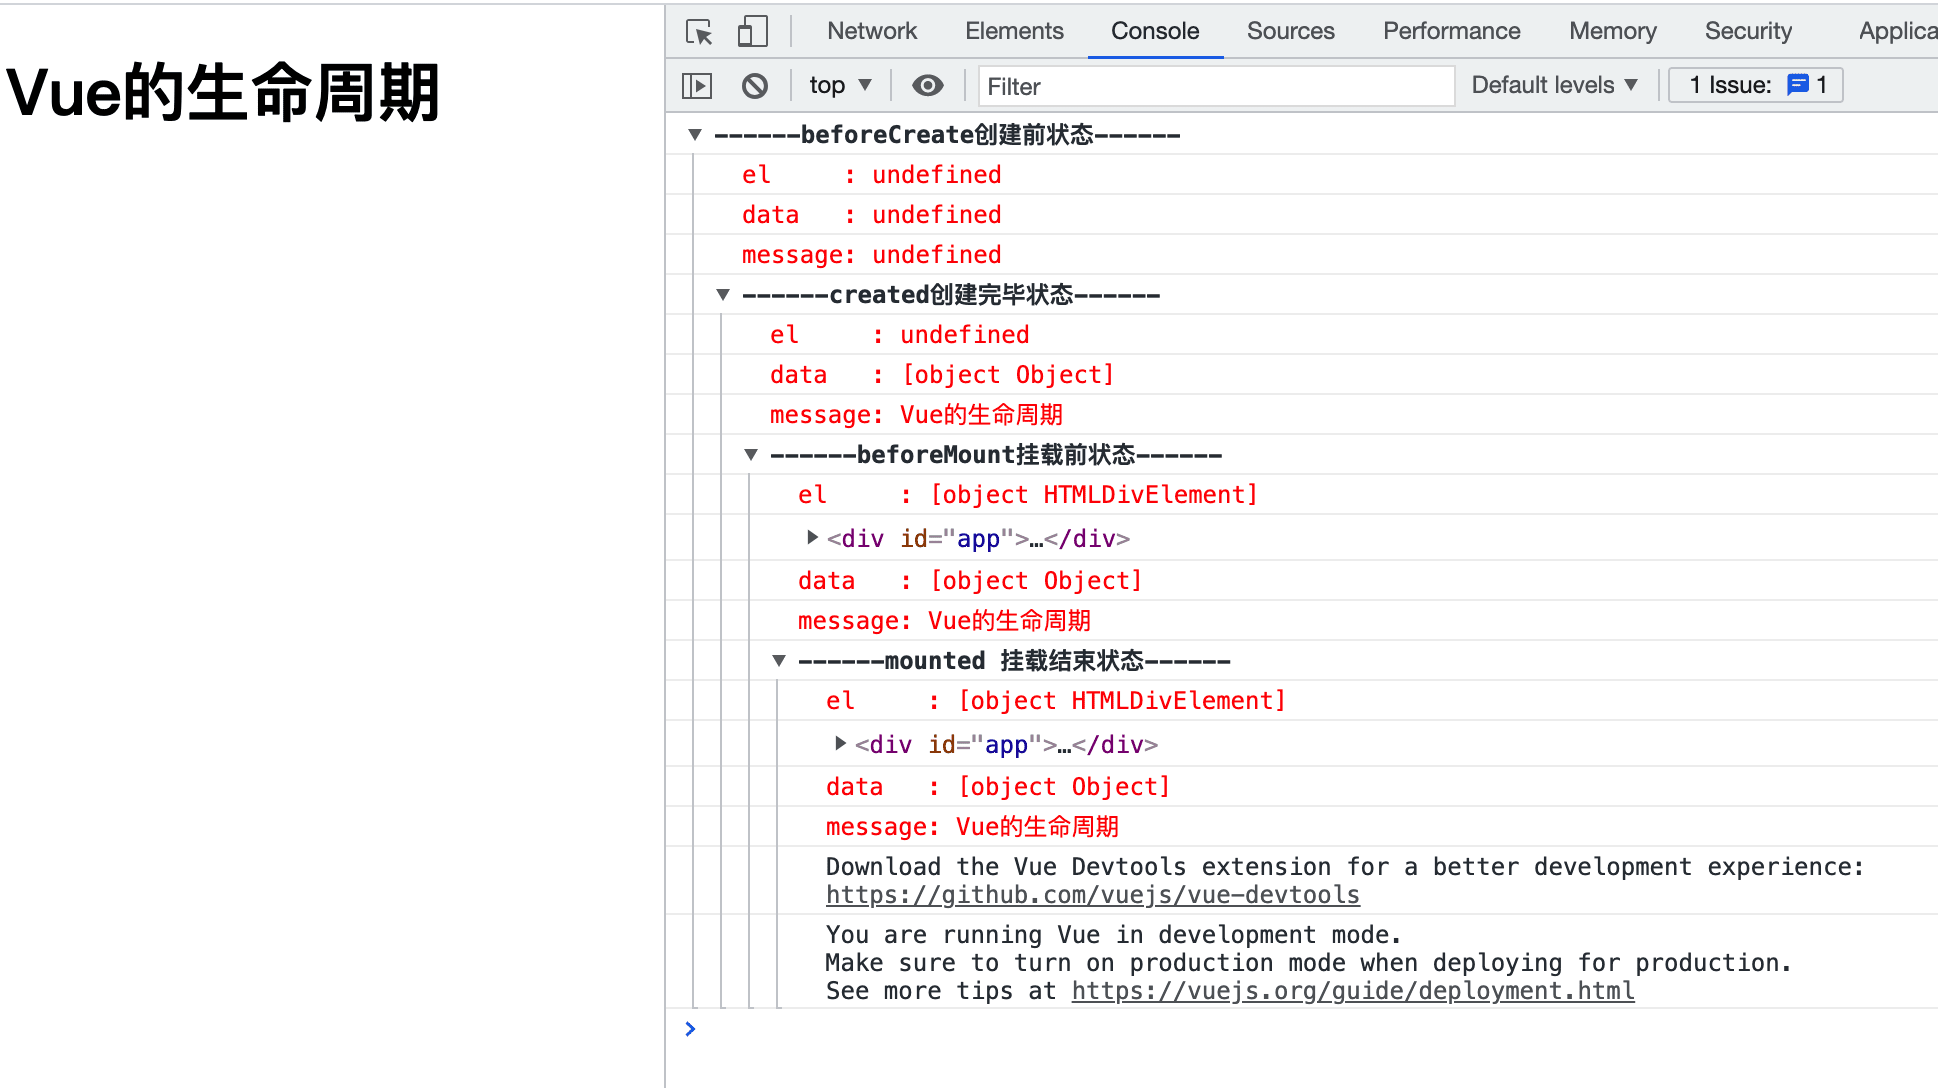 Vue的生命周期
Network Elements Console Sources Performance Memory Security Applica
top Filter Default levels 1 Issue: 1
------beforeCreate创建前状态------
el     : undefined
data   : undefined
message: undefined
------created创建完毕状态------
el     : undefined
data   : [object Object]
message: Vue的生命周期
------beforeMount挂载前状态------
el     : [object HTMLDivElement]
<div id="app">…</div>
data   : [object Object]
message: Vue的生命周期
------mounted 挂载结束状态------
el     : [object HTMLDivElement]
<div id="app">…</div>
data   : [object Object]
message: Vue的生命周期
Download the Vue Devtools extension for a better development experience:
https://github.com/vuejs/vue-devtools
You are running Vue in development mode.
Make sure to turn on production mode when deploying for production.
See more tips at https://vuejs.org/guide/deployment.html